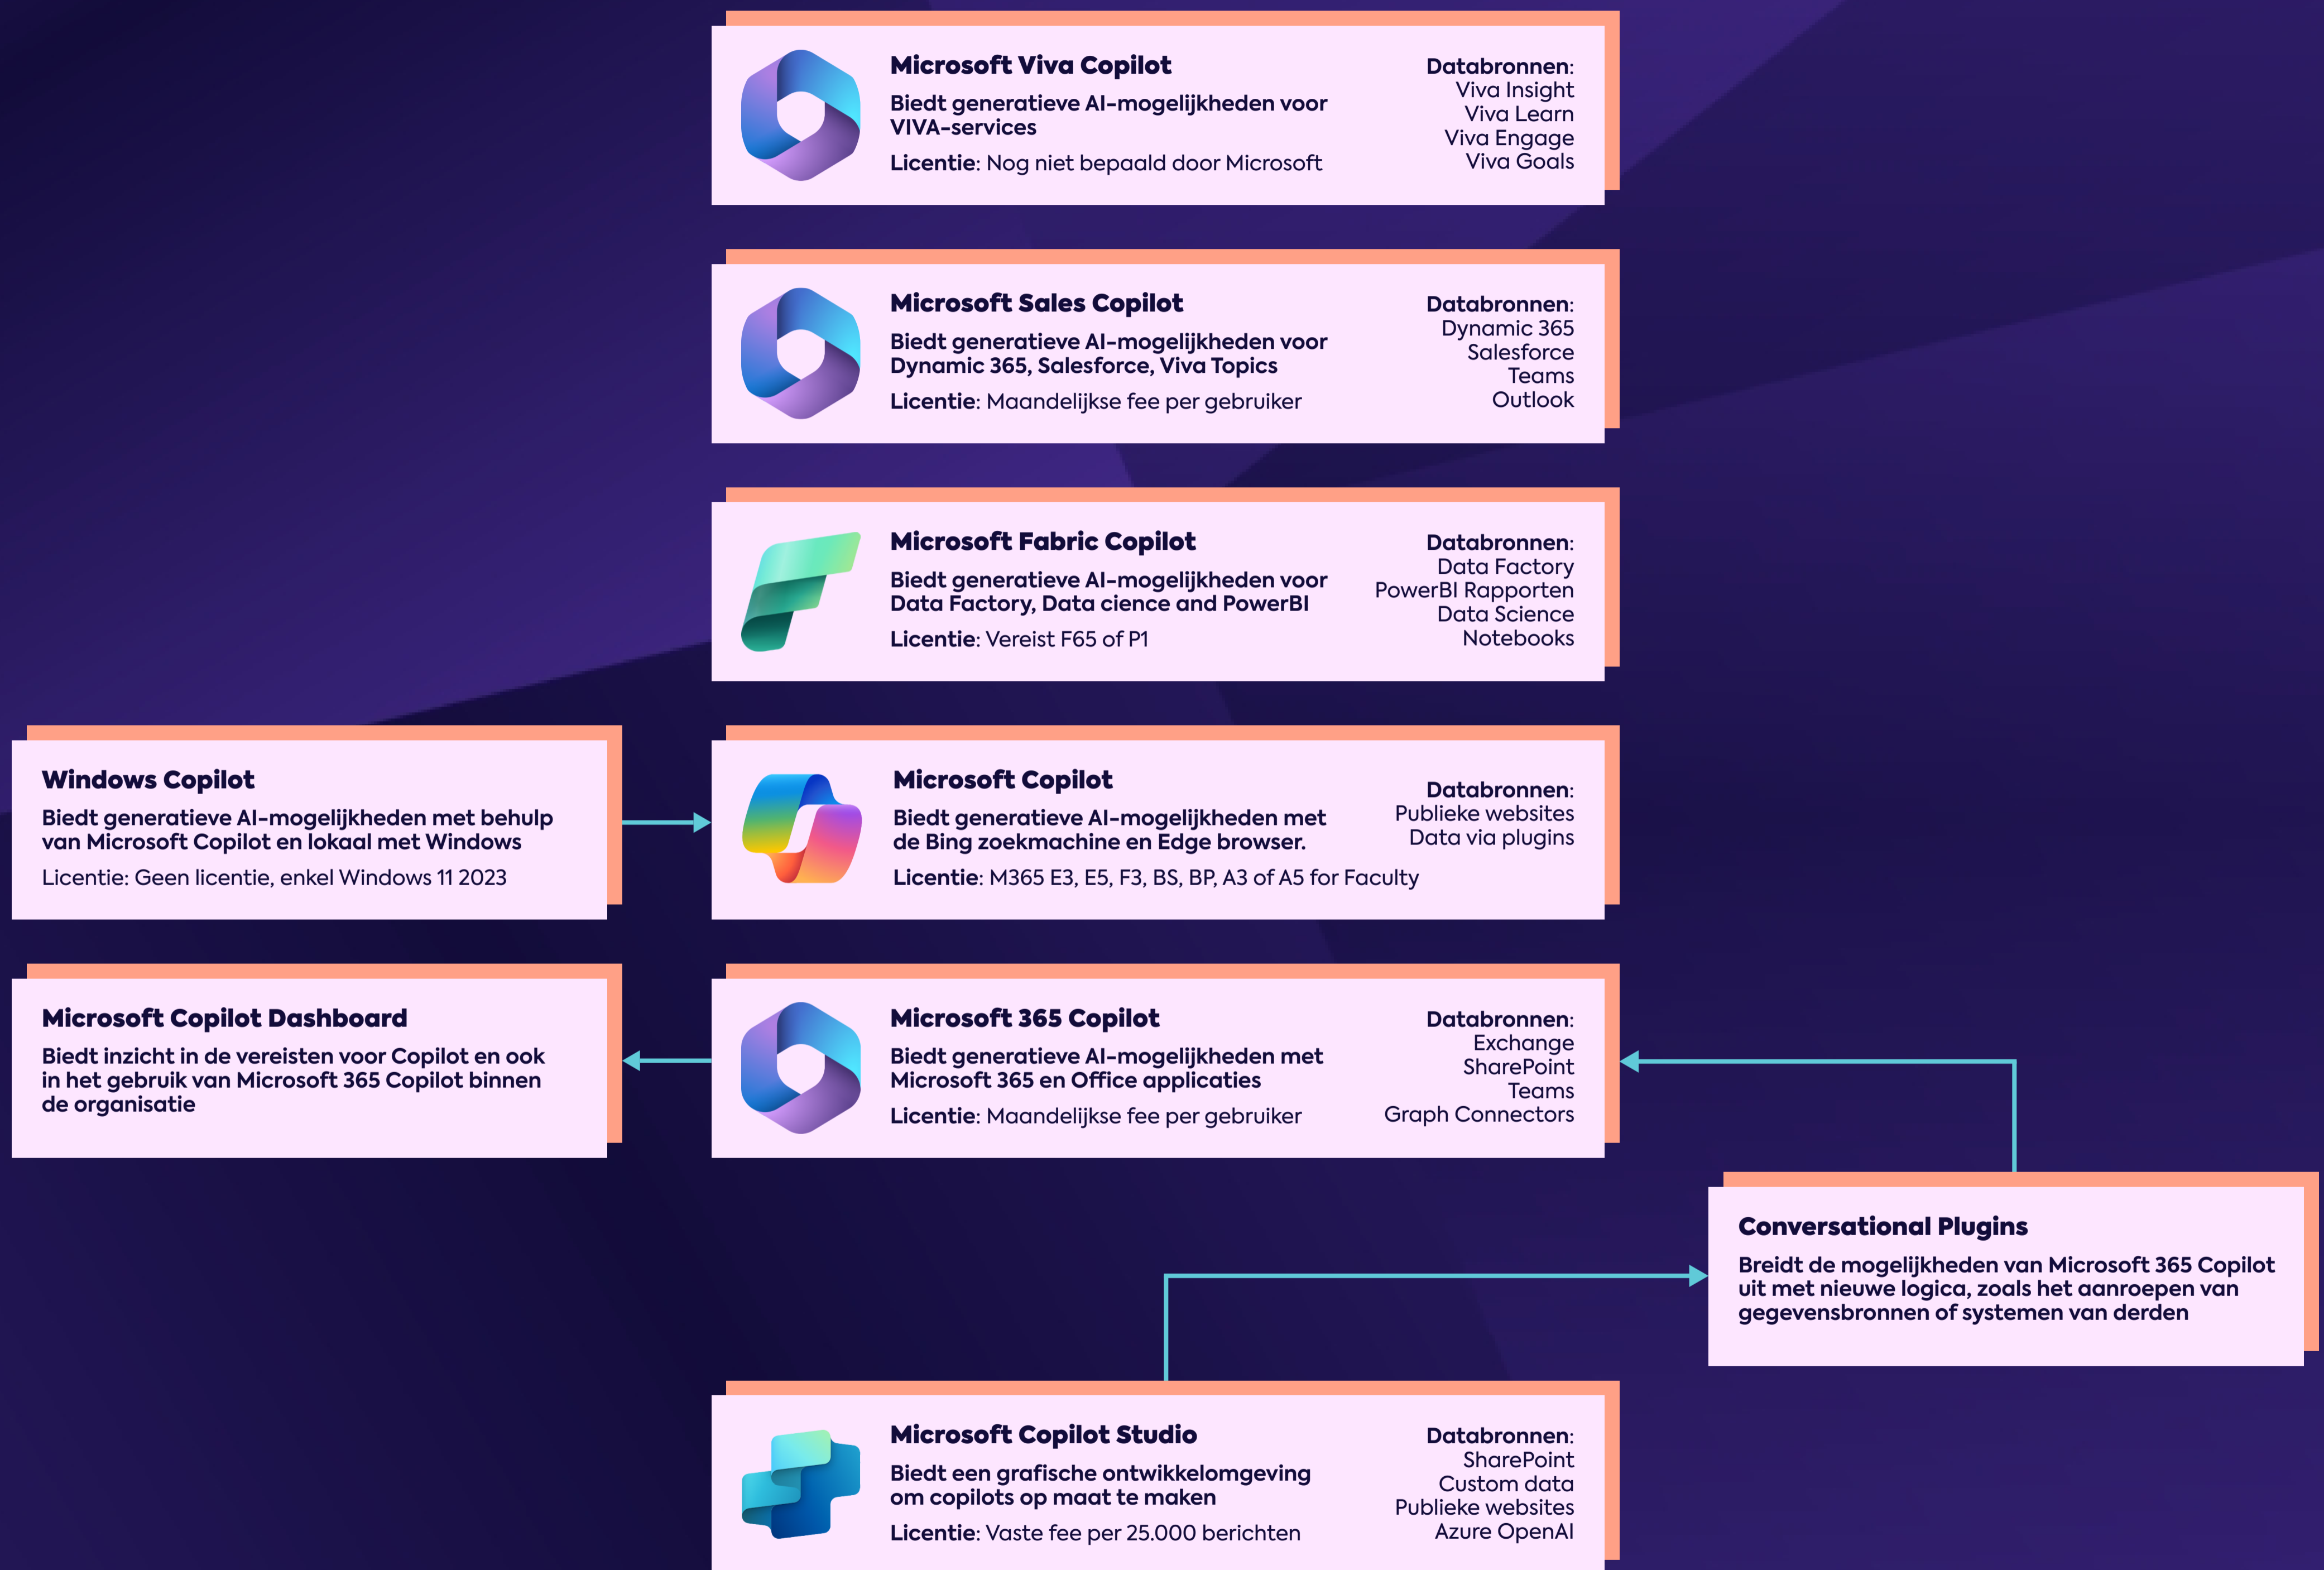 Microsoft Viva Copilot
Biedt generatieve AI-mogelijkheden voor
VIVA-services
Licentie: Nog niet bepaald door Microsoft
Databronnen:
Viva Insight
Viva Learn
Viva Engage
Viva Goals
Microsoft Sales Copilot
Biedt generatieve AI-mogelijkheden voor
Dynamic 365, Salesforce, Viva Topics
Licentie: Maandelijkse fee per gebruiker
Databronnen:
Dynamic 365
Salesforce
Teams
Outlook
Microsoft Fabric Copilot
Biedt generatieve AI-mogelijkheden voor
Data Factory, Data cience and PowerBI
Licentie: Vereist F65 of P1
Databronnen:
Data Factory
PowerBI Rapporten
Data Science
Notebooks
Windows Copilot
Biedt generatieve AI-mogelijkheden met behulp
van Microsoft Copilot en lokaal met Windows
Licentie: Geen licentie, enkel Windows 11 2023
Microsoft Copilot
Biedt generatieve AI-mogelijkheden met
de Bing zoekmachine en Edge browser.
Licentie: M365 E3, E5, F3, BS, BP, A3 of A5 for Faculty
Databronnen:
Publieke websites
Data via plugins
Microsoft Copilot Dashboard
Biedt inzicht in de vereisten voor Copilot en ook
in het gebruik van Microsoft 365 Copilot binnen
de organisatie
Microsoft 365 Copilot
Biedt generatieve AI-mogelijkheden met
Microsoft 365 en Office applicaties
Licentie: Maandelijkse fee per gebruiker
Databronnen:
Exchange
SharePoint
Teams
Graph Connectors
Conversational Plugins
Breidt de mogelijkheden van Microsoft 365 Copilot
uit met nieuwe logica, zoals het aanroepen van
gegevensbronnen of systemen van derden
Microsoft Copilot Studio
Biedt een grafische ontwikkelomgeving
om copilots op maat te maken
Licentie: Vaste fee per 25.000 berichten
Databronnen:
SharePoint
Custom data
Publieke websites
Azure OpenAI